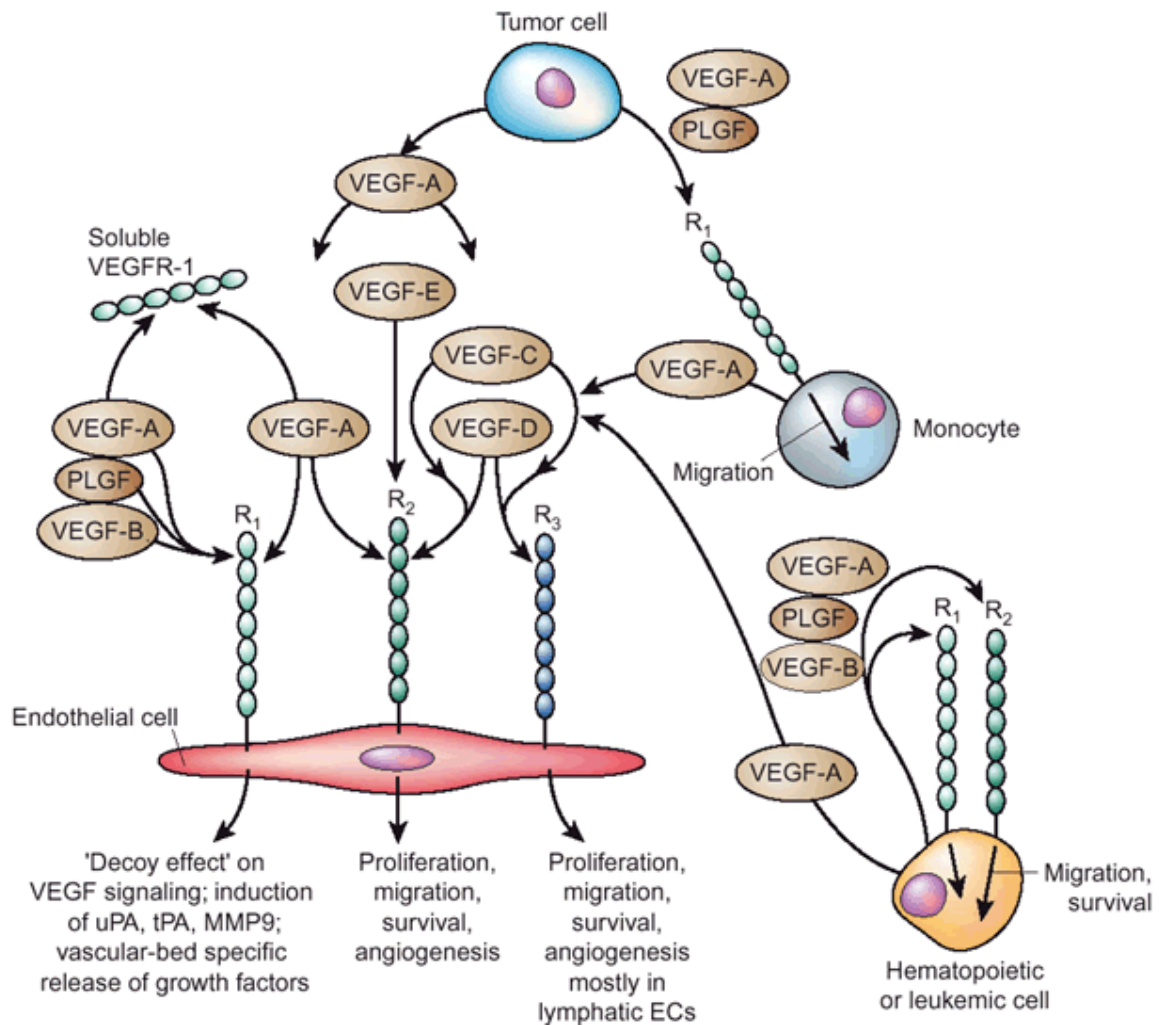 Tumor cell
VEGF-A
PLGF
VEGF-A
R1
Soluble
VEGFR-1
VEGF-E
VEGF-C
VEGF-A
VEGF-A
VEGF-A
VEGF-D
Monocyte
Migration
PLGF
VEGF-B
R1
R2
R3
VEGF-A
PLGF
VEGF-B
R1
R2
Endothelial cell
VEGF-A
'Decoy effect' on
VEGF signaling; induction
of uPA, tPA, MMP9;
vascular-bed specific
release of growth factors
Proliferation,
migration,
survival,
angiogenesis
Proliferation,
migration,
survival,
angiogenesis
mostly in
lymphatic ECs
Migration,
survival
Hematopoietic
or leukemic cell